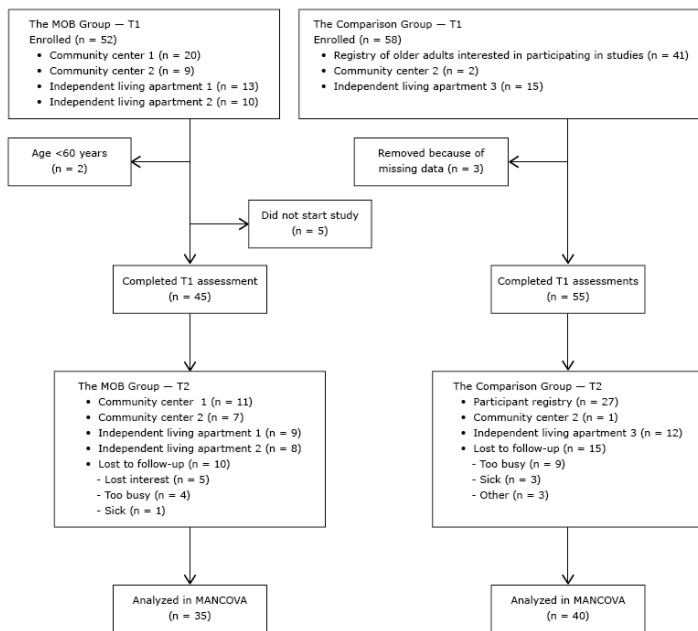 The MOB Group — T1
Enrolled (n = 52)
• Community center 1 (n = 20)
• Community center 2 (n = 9)
• Independent living apartment 1 (n = 13)
• Independent living apartment 2 (n = 10)
The Comparison Group — T1
Enrolled (n = 58)
• Registry of older adults interested in participating in studies (n = 41)
• Community center 2 (n = 2)
• Independent living apartment 3 (n = 15)
Age <60 years
(n = 2)
Removed because of
missing data (n = 3)
Did not start study
(n = 5)
Completed T1 assessment
(n = 45)
Completed T1 assessments
(n = 55)
The MOB Group — T2
• Community center 1 (n = 11)
• Community center 2 (n = 7)
• Independent living apartment 1 (n = 9)
• Independent living apartment 2 (n = 8)
• Lost to follow-up (n = 10)
- Lost interest (n = 5)
- Too busy (n = 4)
- Sick (n = 1)
The Comparison Group — T2
• Participant registry (n = 27)
• Community center 2 (n = 1)
• Independent living apartment 3 (n = 12)
• Lost to follow-up (n = 15)
- Too busy (n = 9)
- Sick (n = 3)
- Other (n = 3)
Analyzed in MANCOVA
(n = 35)
Analyzed in MANCOVA
(n = 40)